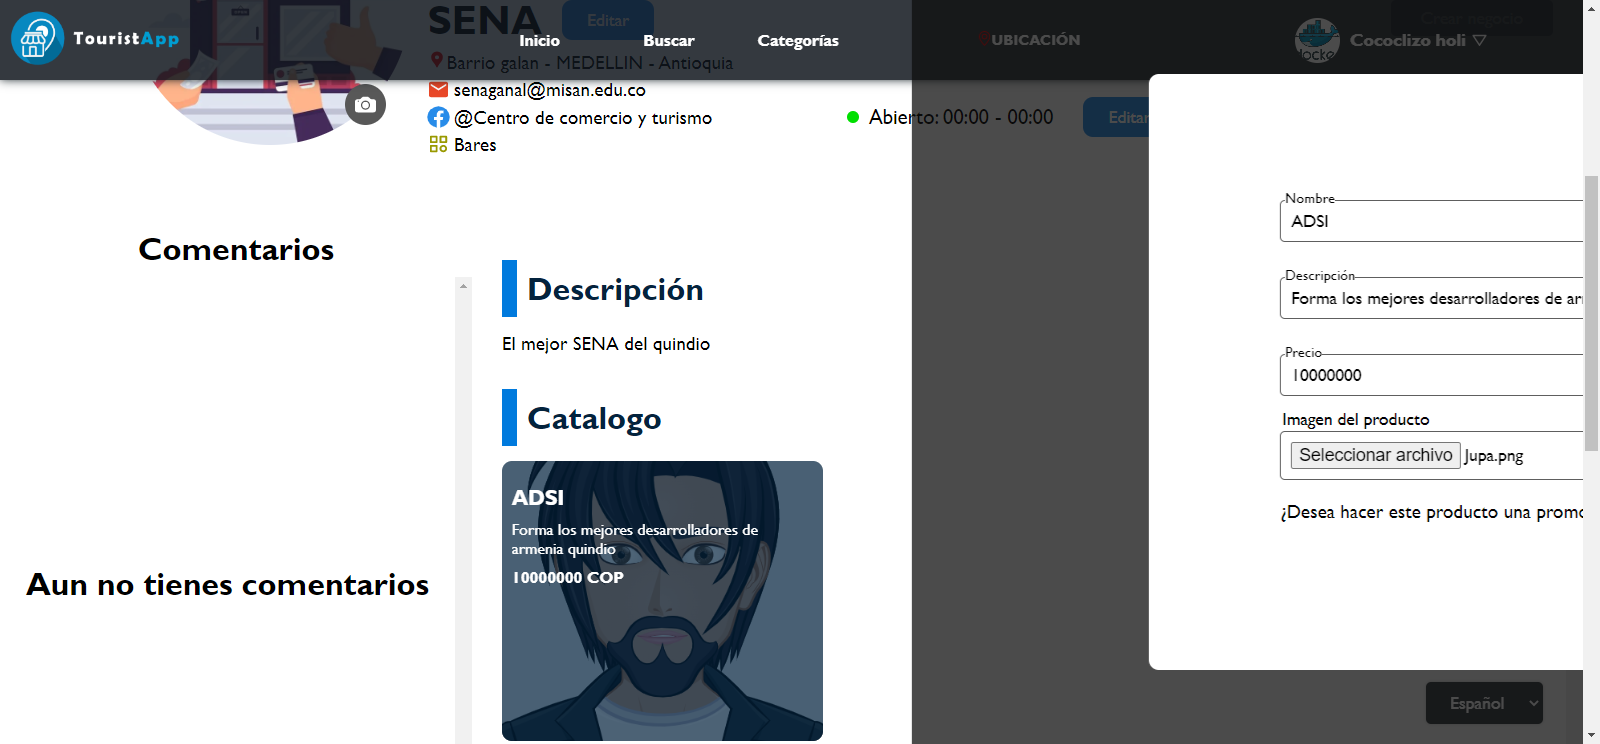 TouristApp
Inicio
Buscar
Categorías
UBICACIÓN
Cococlizo holi
Crear negocio
SENA
Editar
Barrio galan - MEDELLIN - Antioquia
senaganal@misan.edu.co
@Centro de comercio y turismo
Bares
Abierto: 00:00 - 00:00
Editar
Comentarios
Aun no tienes comentarios
Descripción
El mejor SENA del quindio
Catalogo
ADSI
Forma los mejores desarrolladores de
armenia quindio
10000000 COP
Nombre
ADSI
Descripción
Forma los mejores desarrolladores de ar
Precio
10000000
Imagen del producto
Seleccionar archivo Jupa.png
¿Desea hacer este producto una promo
Español